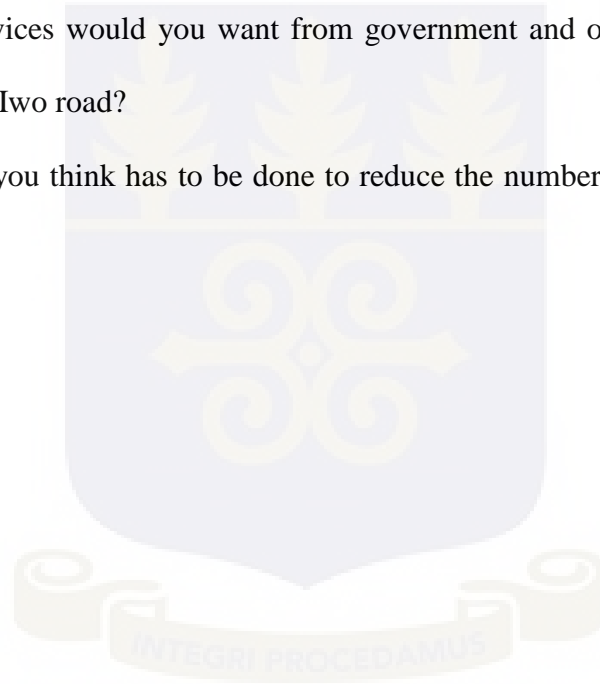 vices would you want from government and o
Iwo road?
you think has to be done to reduce the number
INTEGRI PROCEDAMUS